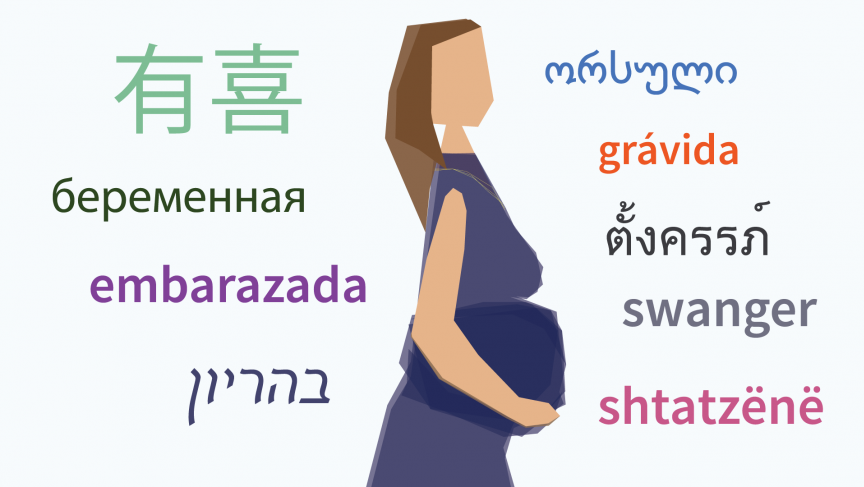 有喜
беременная
embarazada
בהריון
ორსული
grávida
ตั้งครรภ์
swanger
shtatzënë